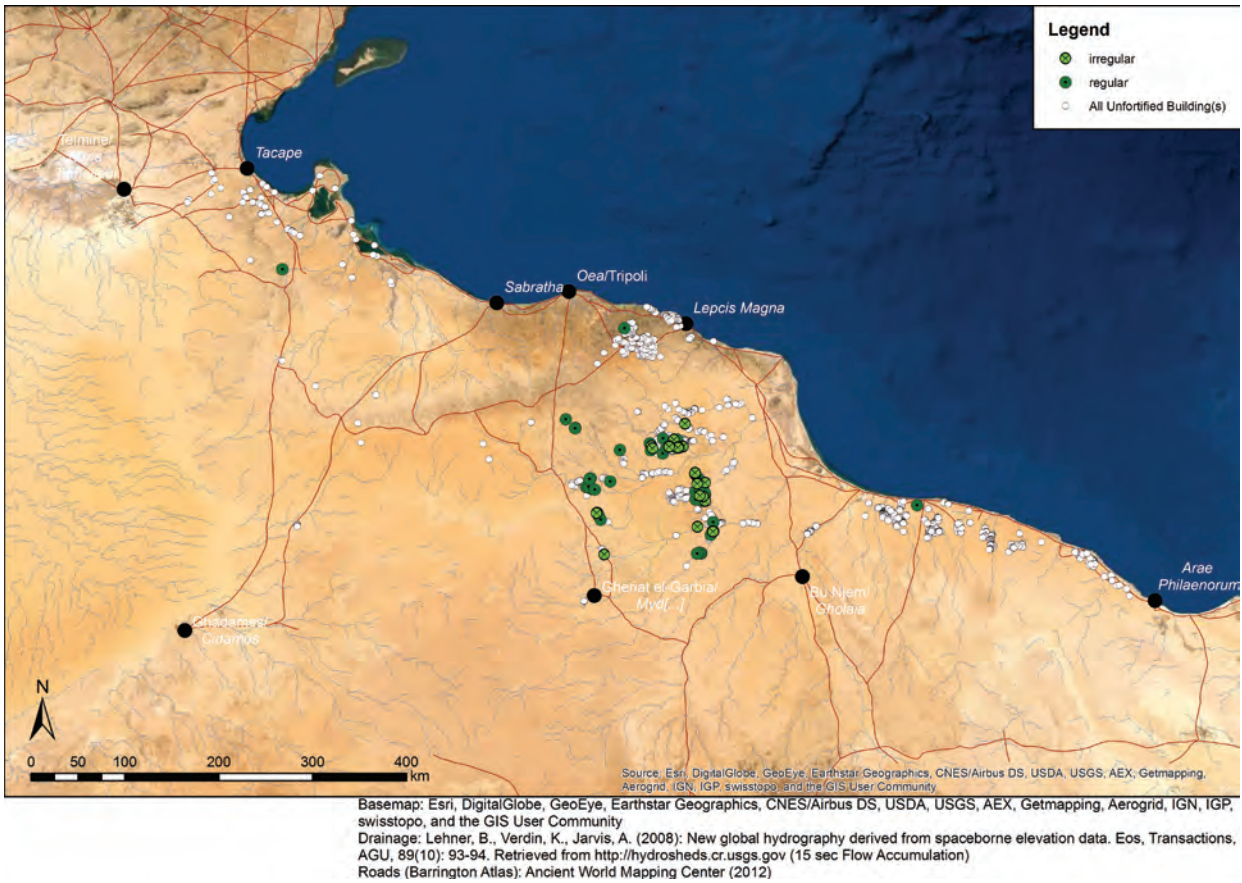 Legend
irregular
regular
All Unfortified Building(s)
Telmine/
Tacape
Sabratha
Oea/Tripoli
Lepcis Magna
Gheriat el-Garbia/
Myd[...]
Bu Njem/
Gholaia
Arae
Philaenorum
Ghadames/
Cidamus
N
0 50 100 200 300 400
km
Source: Esri, DigitalGlobe, GeoEye, Earthstar Geographics, CNES/Airbus DS, USDA, USGS, AEX, Getmapping,
Aerogrid, IGN, IGP, swisstopo, and the GIS User Community
Basemap: Esri, DigitalGlobe, GeoEye, Earthstar Geographics, CNES/Airbus DS, USDA, USGS, AEX, Getmapping, Aerogrid, IGN, IGP,
swisstopo, and the GIS User Community
Drainage: Lehner, B., Verdin, K., Jarvis, A. (2008): New global hydrography derived from spaceborne elevation data. Eos, Transactions,
AGU, 89(10): 93-94. Retrieved from http://hydrosheds.cr.usgs.gov (15 sec Flow Accumulation)
Roads (Barrington Atlas): Ancient World Mapping Center (2012)